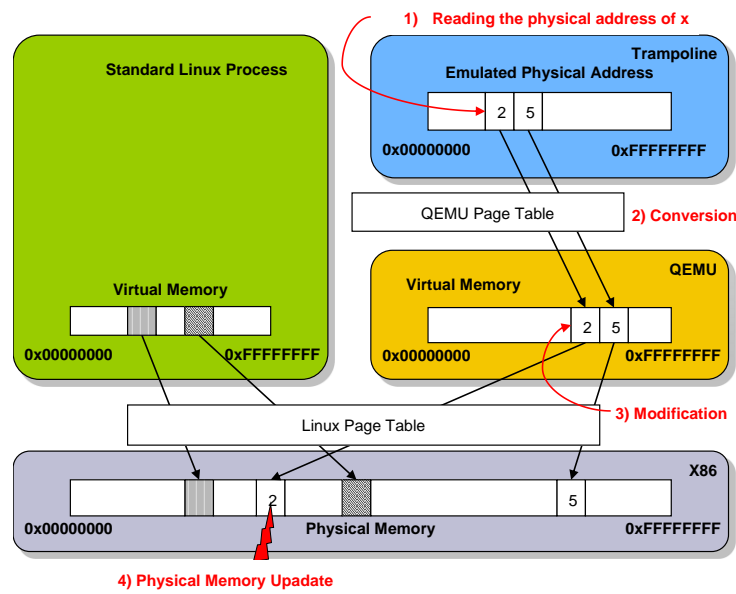 1) Reading the physical address of x
Standard Linux Process
Trampoline
Emulated Physical Address
2 5
0x00000000 0xFFFFFFFF
QEMU Page Table
2) Conversion
QEMU
Virtual Memory
2 5
0x00000000 0xFFFFFFFF
Virtual Memory
0x00000000 0xFFFFFFFF
3) Modification
Linux Page Table
X86
2 5
0x00000000 Physical Memory 0xFFFFFFFF
4) Physical Memory Upadate